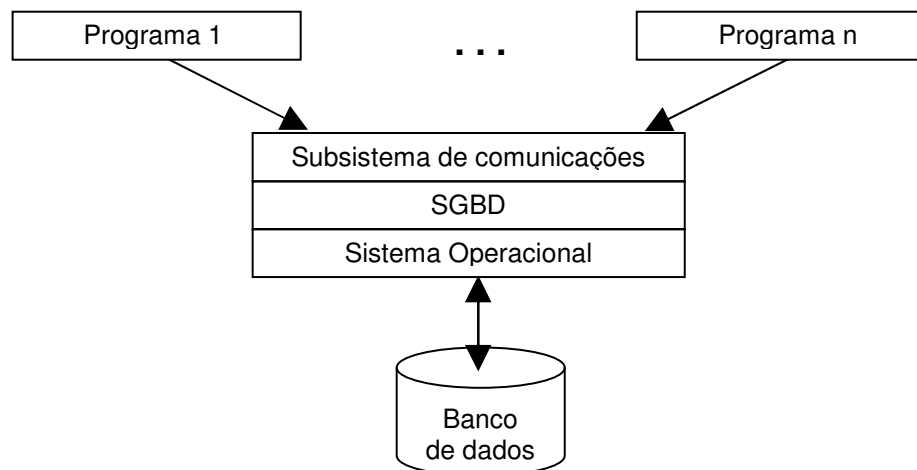 Programa 1
. . .
Programa n
Subsistema de comunicações
SGBD
Sistema Operacional
Banco
de dados